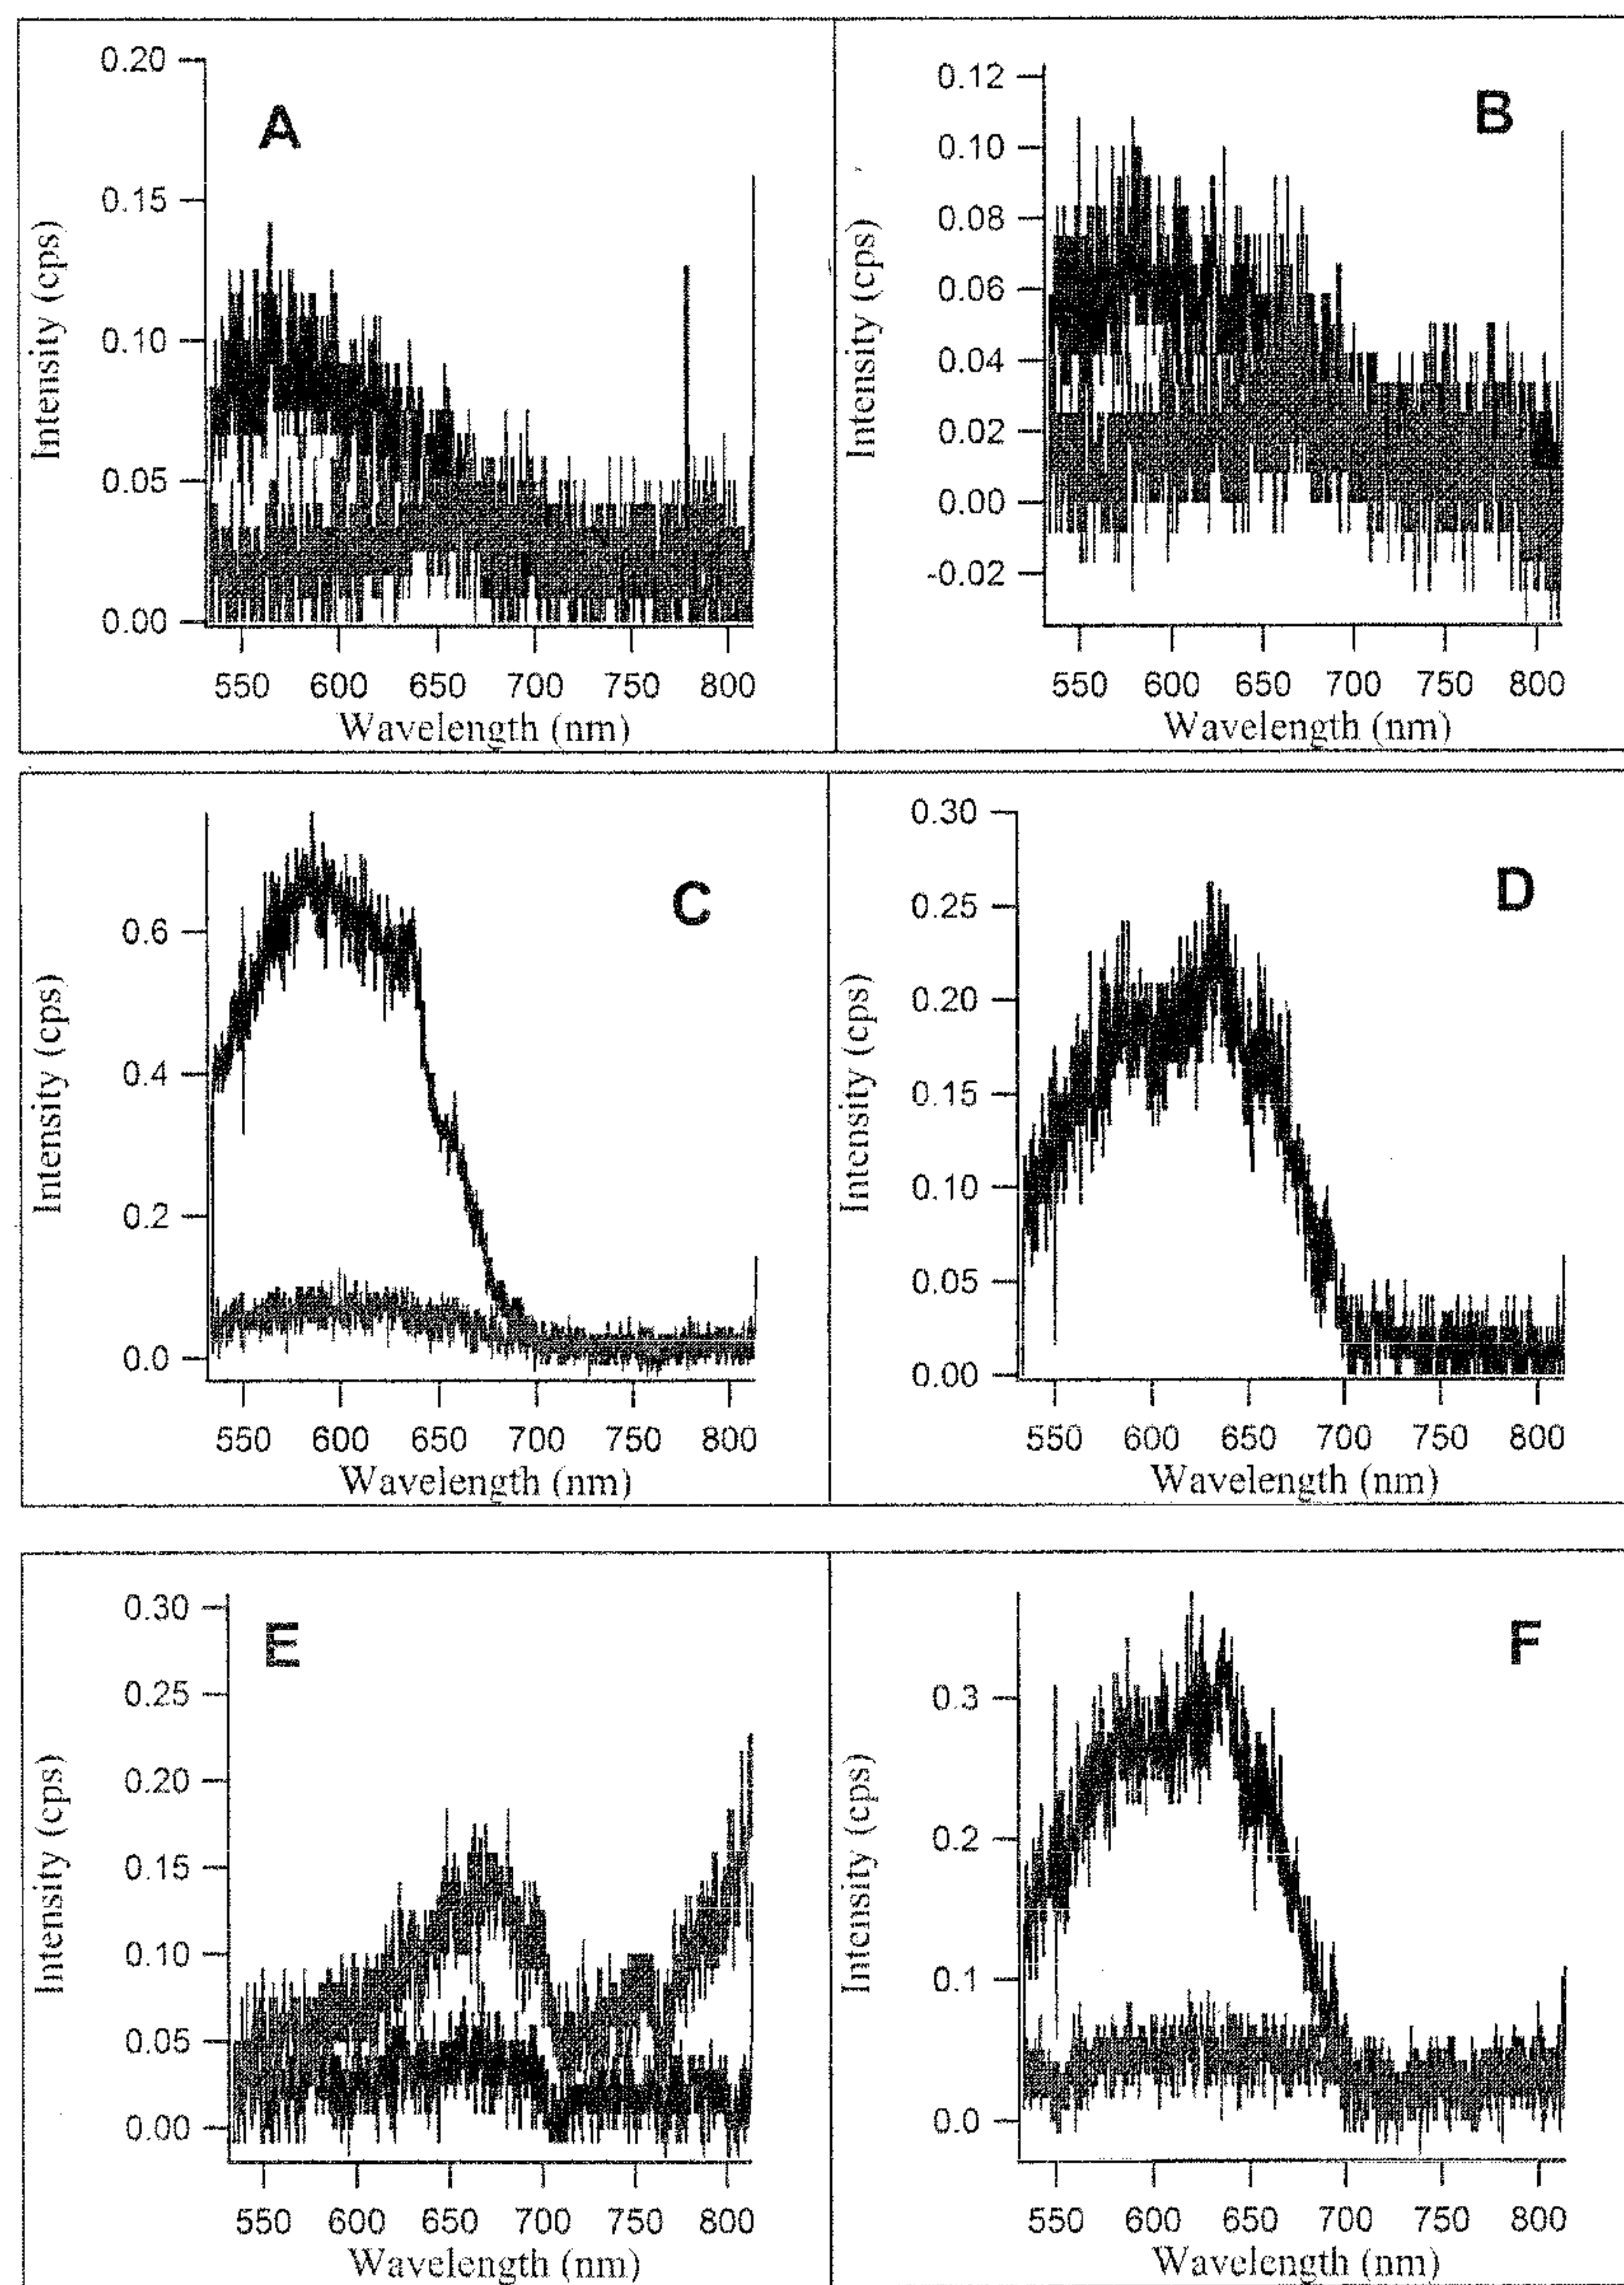 A
0.20
0.15
0.10
0.05
0.00
Intensity (cps)
550 600 650 700 750 800
Wavelength (nm)
B
0.12
0.10
0.08
0.06
0.04
0.02
0.00
-0.02
Intensity (cps)
550 600 650 700 750 800
Wavelength (nm)
C
0.6
0.4
0.2
0.0
Intensity (cps)
550 600 650 700 750 800
Wavelength (nm)
D
0.30
0.25
0.20
0.15
0.10
0.05
0.00
Intensity (cps)
550 600 650 700 750 800
Wavelength (nm)
E
0.30
0.25
0.20
0.15
0.10
0.05
0.00
Intensity (cps)
550 600 650 700 750 800
Wavelength (nm)
F
0.3
0.2
0.1
0.0
Intensity (cps)
550 600 650 700 750 800
Wavelength (nm)